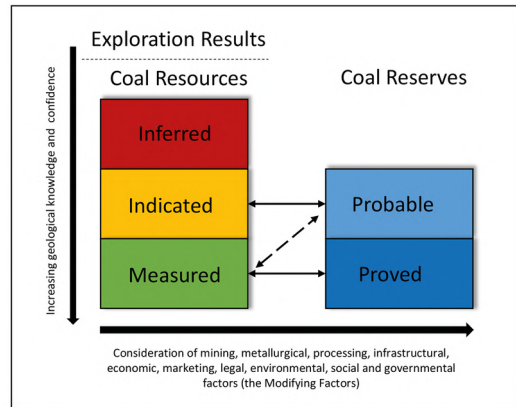 Exploration Results
Coal Resources
Coal Reserves
Increasing geological knowledge and confidence
Inferred
Indicated
Probable
Measured
Proved
Consideration of mining, metallurgical, processing, infrastructural,
economic, marketing, legal, environmental, social and governmental
factors (the Modifying Factors)